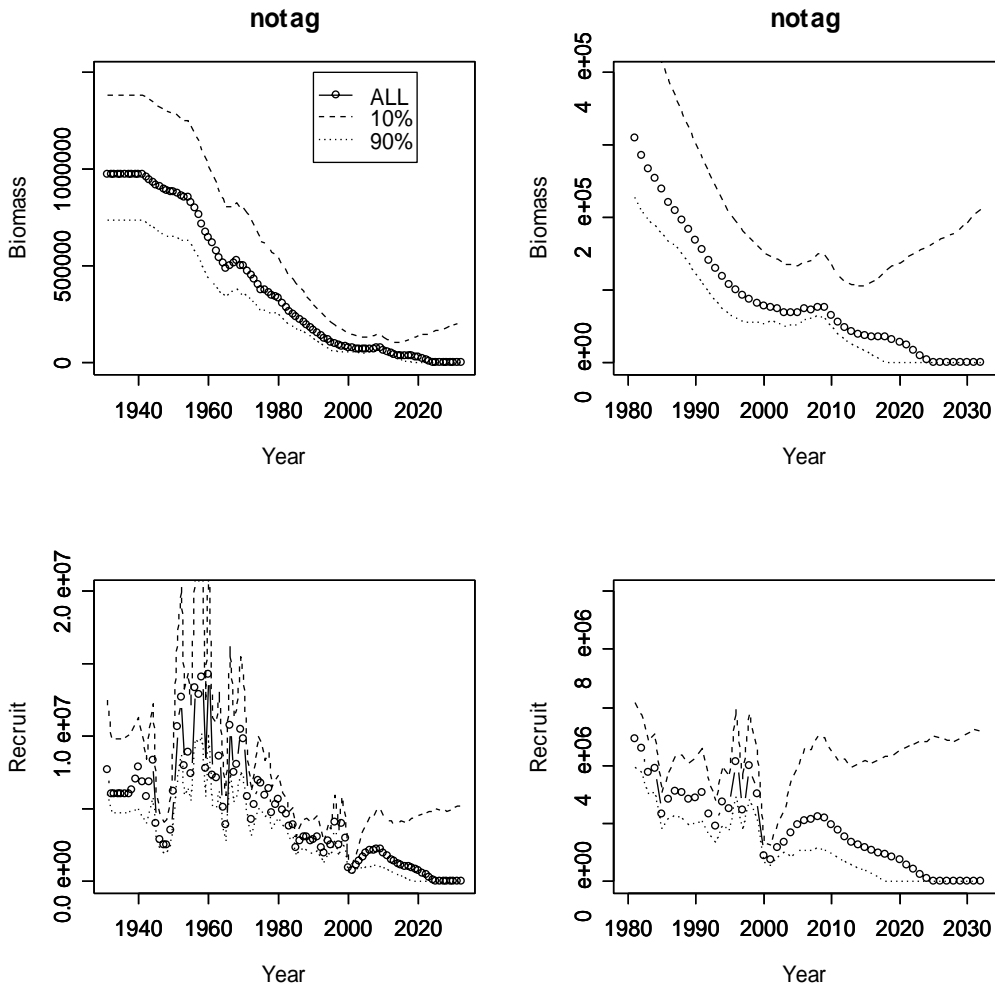 notag
Biomass
0
500000
1000000
1940
1960
1980
2000
2020
Year
ALL
10%
90%
notag
Biomass
0 e+00
2 e+05
4 e+05
1980
1990
2000
2010
2020
2030
Year
Recruit
0.0 e+00
1.0 e+07
2.0 e+07
1940
1960
1980
2000
2020
Year
Recruit
0 e+00
4 e+06
8 e+06
1980
1990
2000
2010
2020
2030
Year